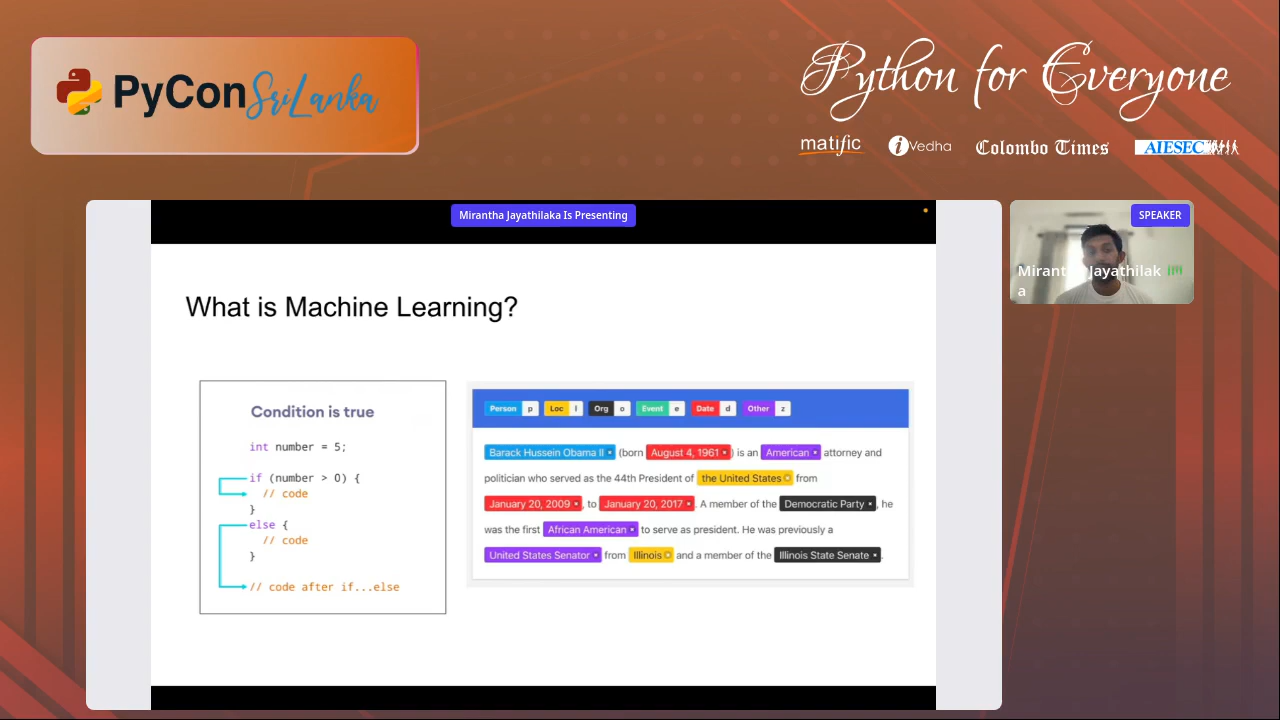 PyCon SriLanka
Python for Everyone
matific
iVedha
Colombo Times
AIESEC
Mirantha Jayathilaka Is Presenting
SPEAKER
Jayathilak
a
What is Machine Learning?
Condition is true
int number = 5;
if (number > 0) {
// code
}
else {
// code
}
// code after if...else
Person p Loc l Org o Event e Date d Other z
Barack Hussein Obama II (born August 4, 1961 ) is an American attorney and
politician who served as the 44th President of the United States from
January 20, 2009 , to January 20, 2017 . A member of the Democratic Party , he
was the first African American to serve as president. He was previously a
United States Senator from Illinois and a member of the Illinois State Senate .